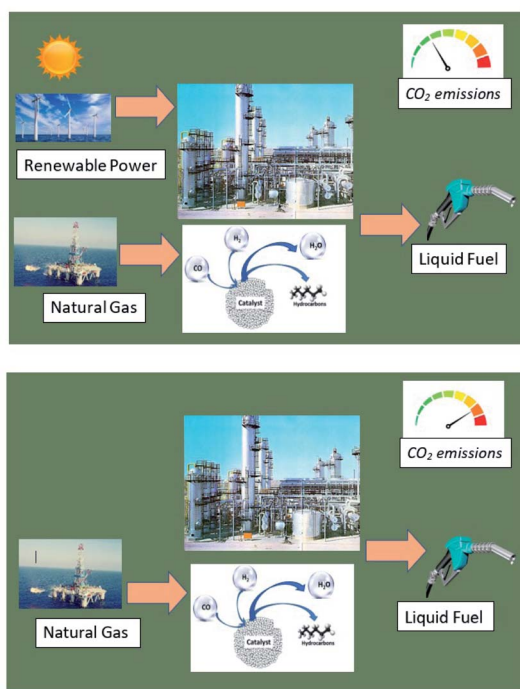 CO₂ emissions
Renewable Power
H₂
H₂O
CO
Catalyst
Hydrocarbons
Liquid Fuel
Natural Gas
CO₂ emissions
H₂
H₂O
CO
Catalyst
Hydrocarbons
Liquid Fuel
Natural Gas